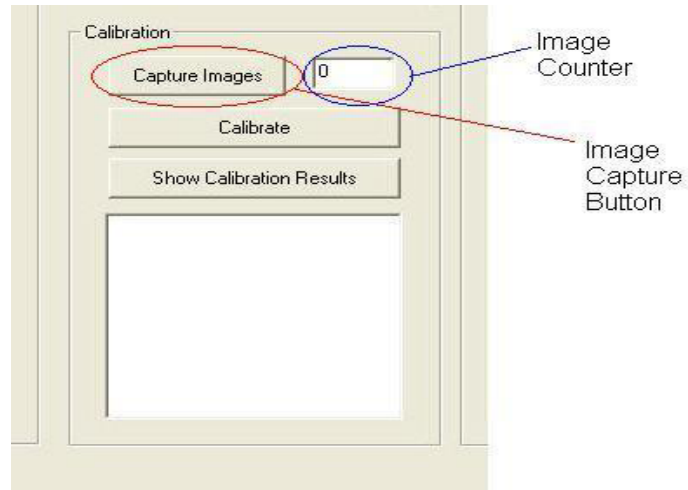 Calibration
Capture Images
0
Image
Counter
Calibrate
Image
Capture
Button
Show Calibration Results